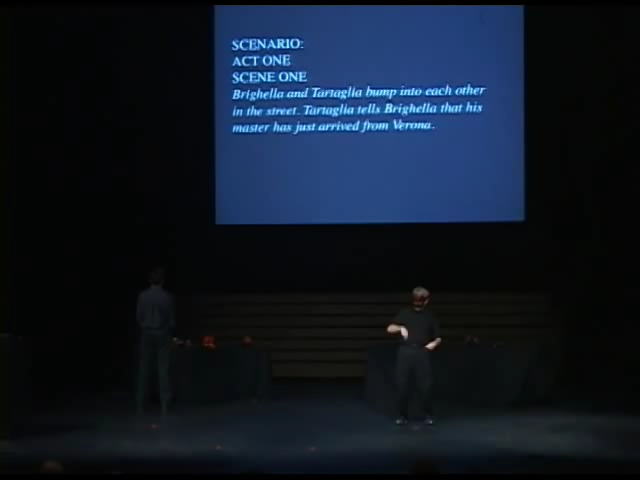 SCENARIO:
ACT ONE
SCENE ONE
Brighella and Tartaglia bump into each other
in the street. Tartaglia tells Brighella that his
master has just arrived from Verona.